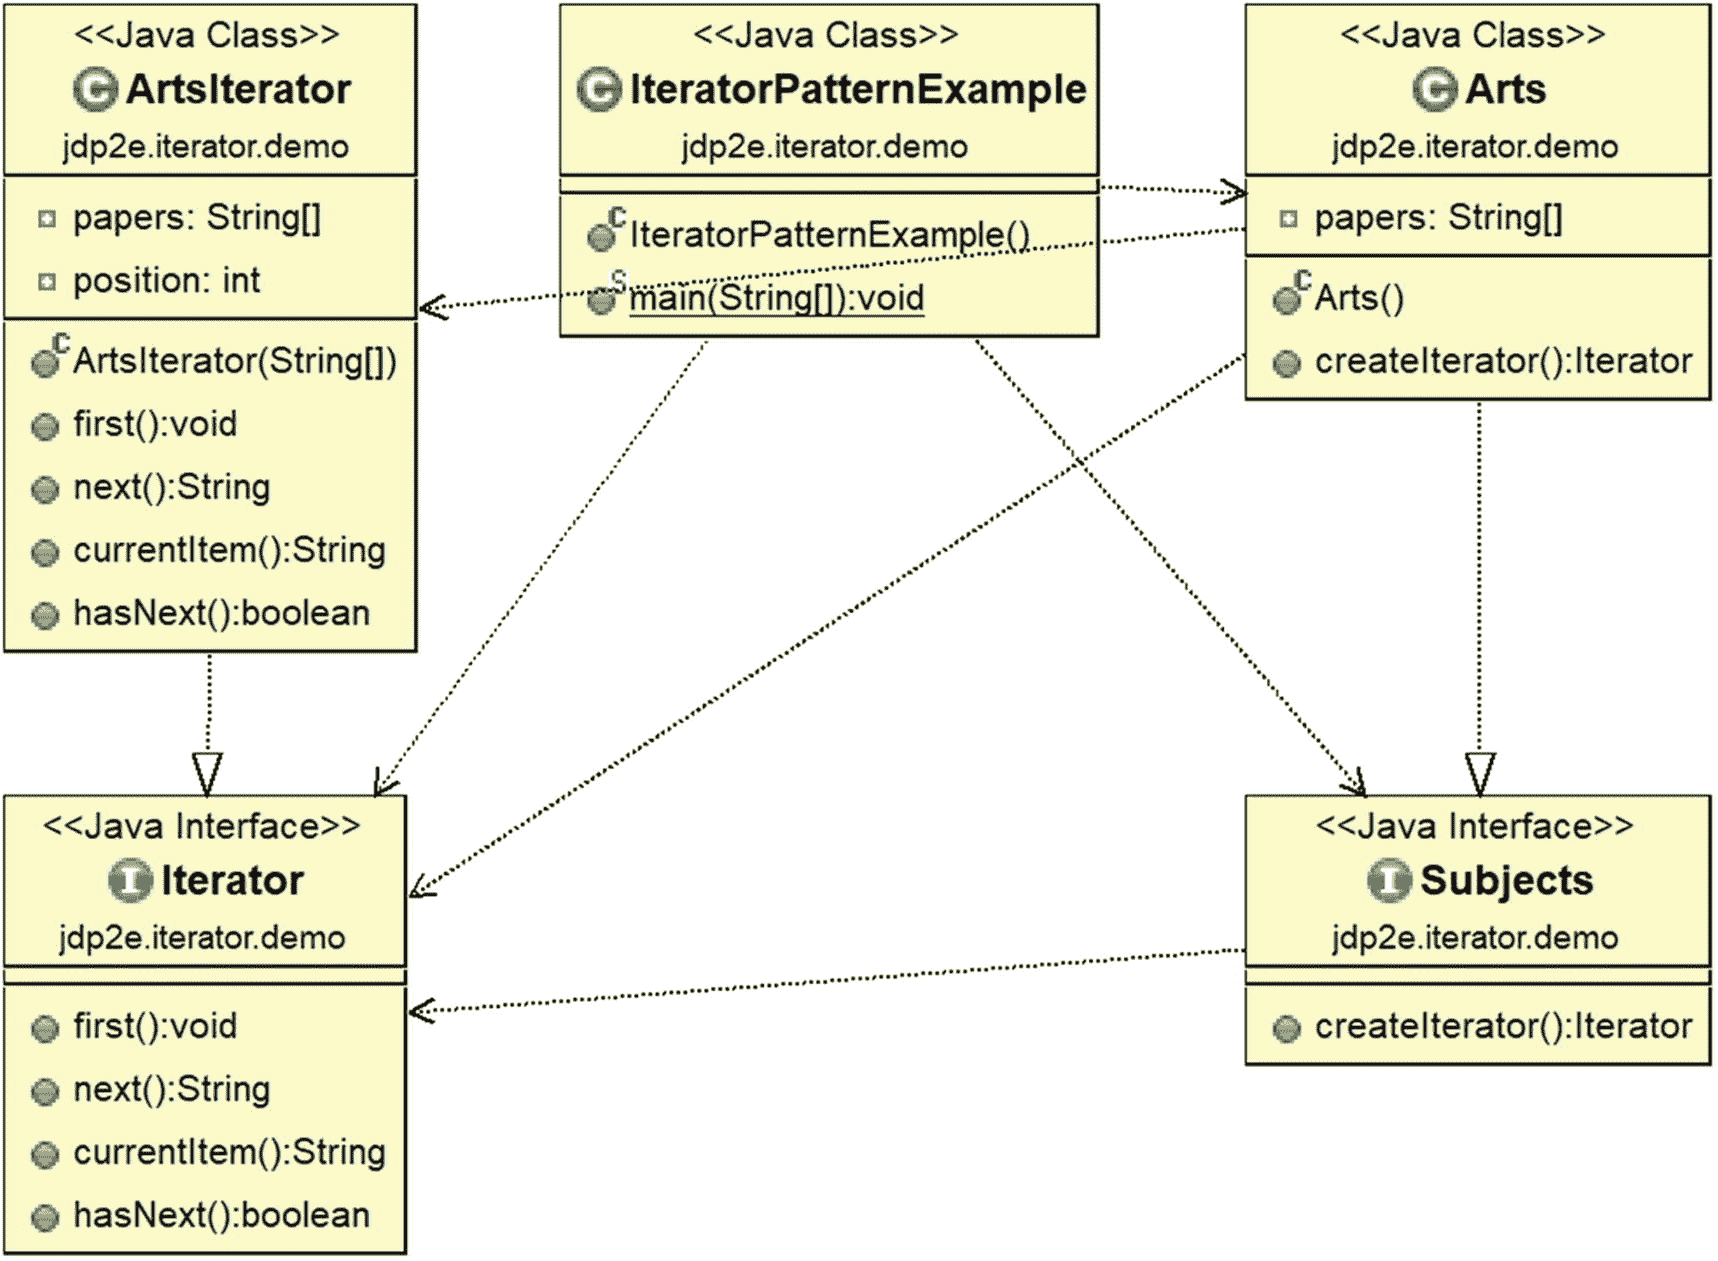 <<Java Class>>
C ArtsIterator
jdp2e.iterator.demo
papers: String[]
position: int
C ArtsIterator(String[])
first():void
next():String
currentItem():String
hasNext():boolean
<<Java Class>>
C IteratorPatternExample
jdp2e.iterator.demo
C IteratorPatternExample()
S main(String[]):void
<<Java Class>>
C Arts
jdp2e.iterator.demo
papers: String[]
C Arts()
createIterator():Iterator
<<Java Interface>>
I Iterator
jdp2e.iterator.demo
first():void
next():String
currentItem():String
hasNext():boolean
<<Java Interface>>
I Subjects
jdp2e.iterator.demo
createIterator():Iterator